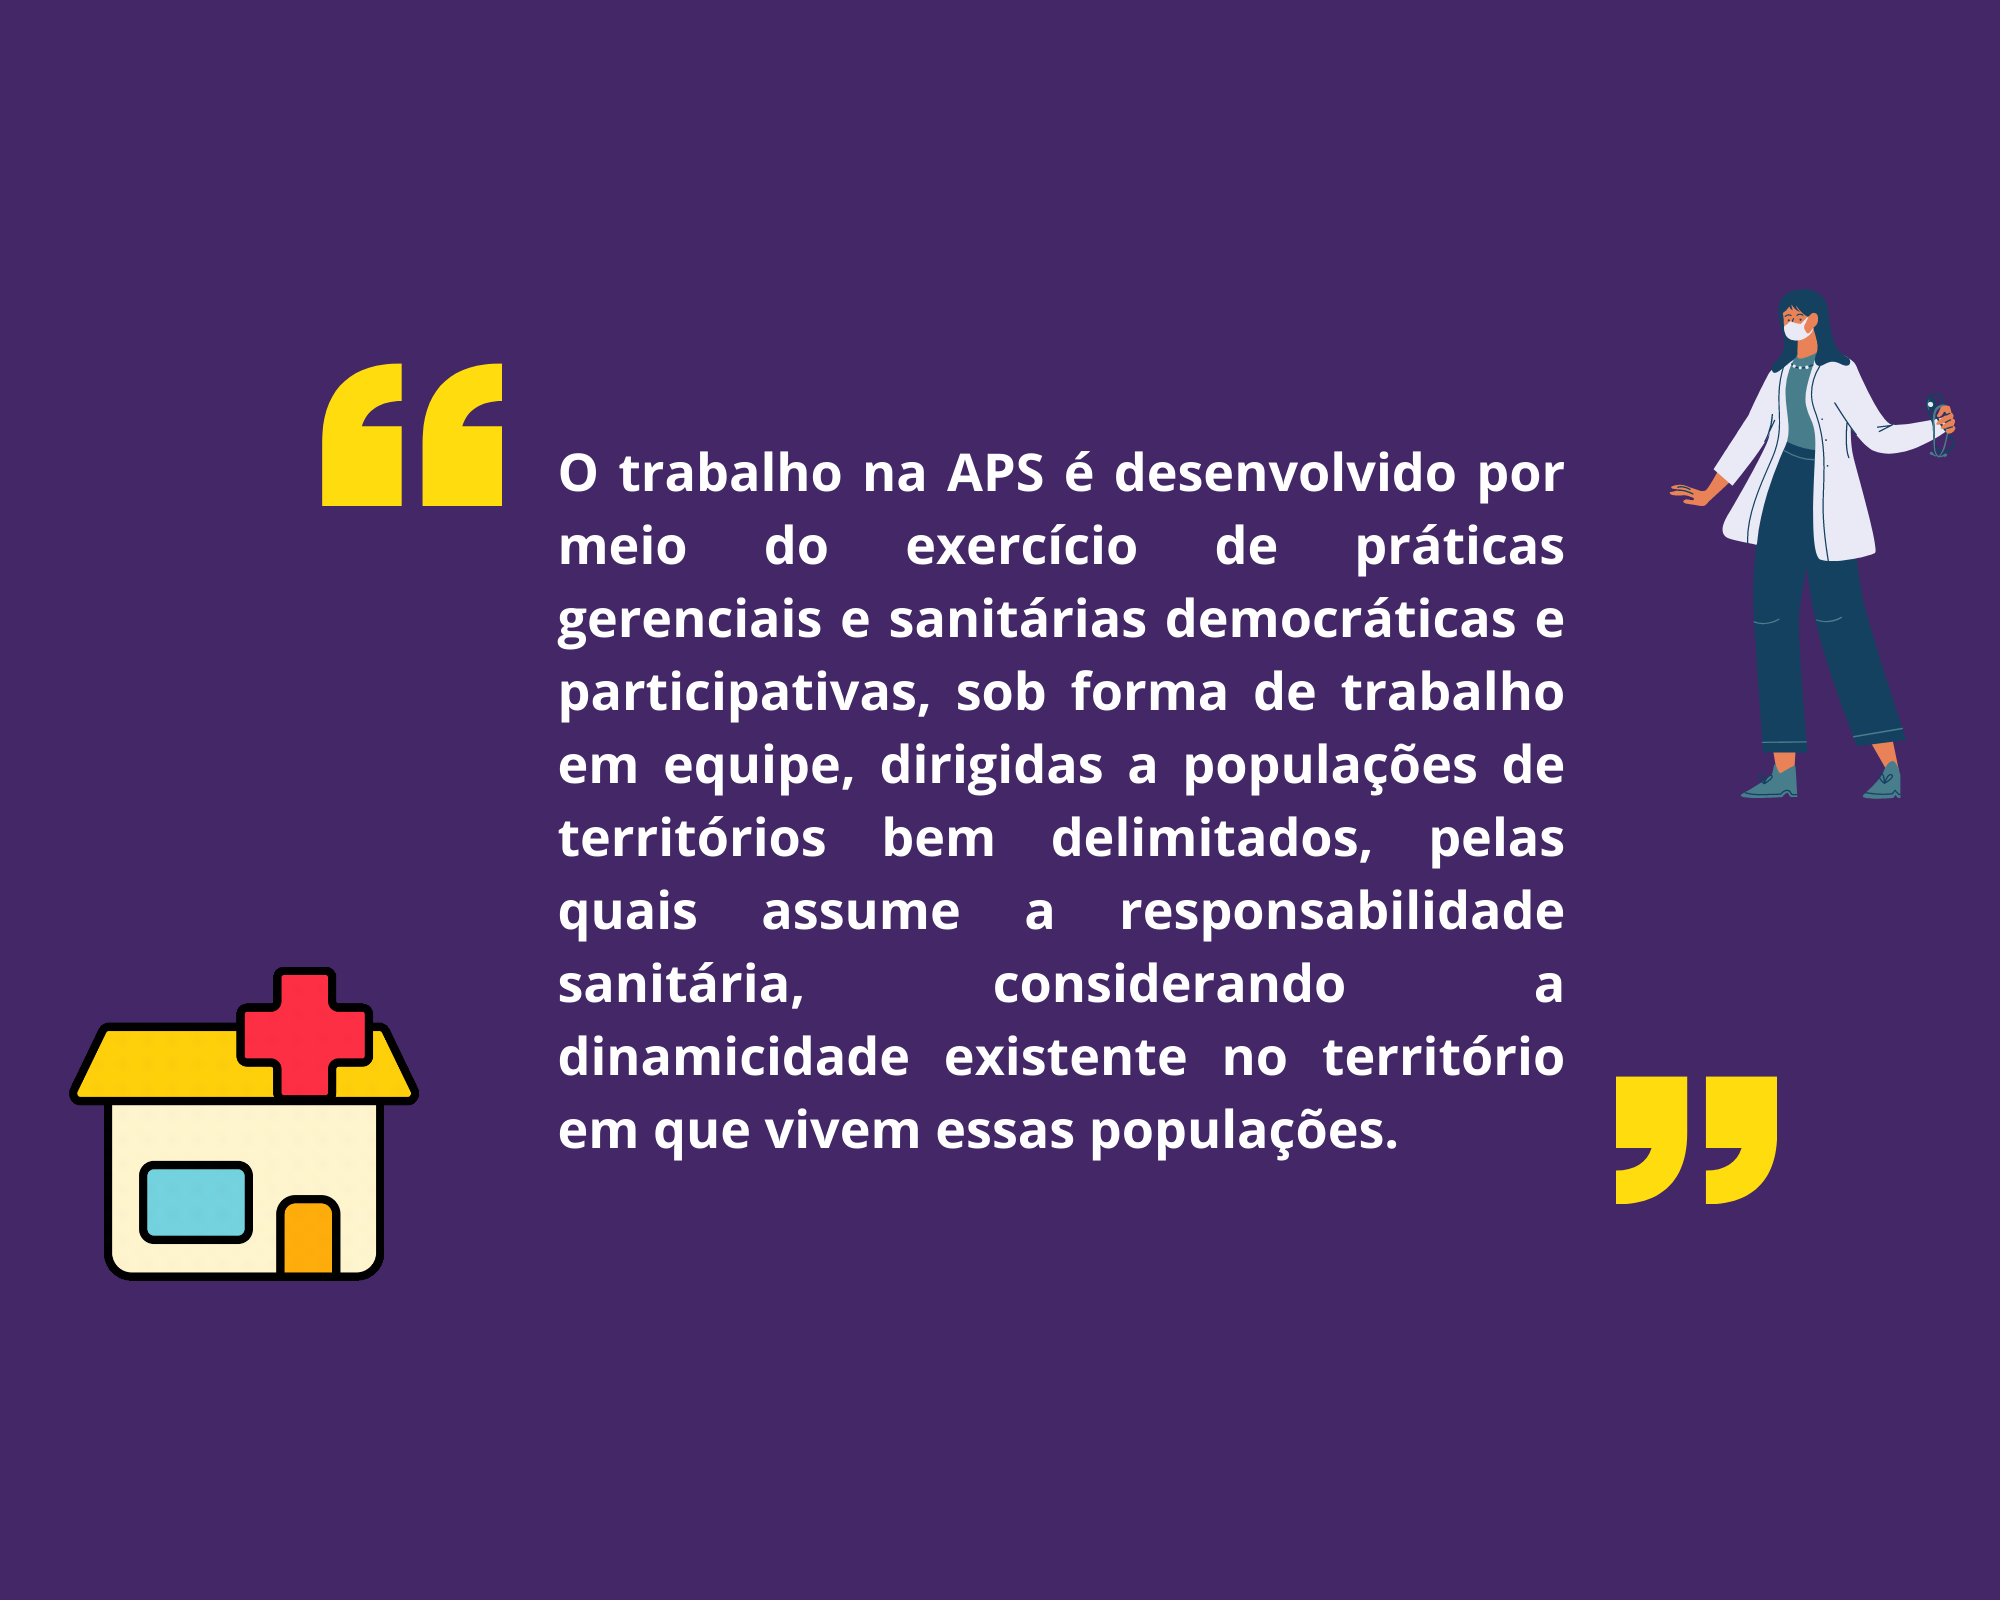 O trabalho na APS é desenvolvido por
meio do exercício de práticas
gerenciais e sanitárias democráticas e
participativas, sob forma de trabalho
em equipe, dirigidas a populações de
territórios bem delimitados, pelas
quais assume a responsabilidade
sanitária, considerando a
dinamicidade existente no território
em que vivem essas populações.